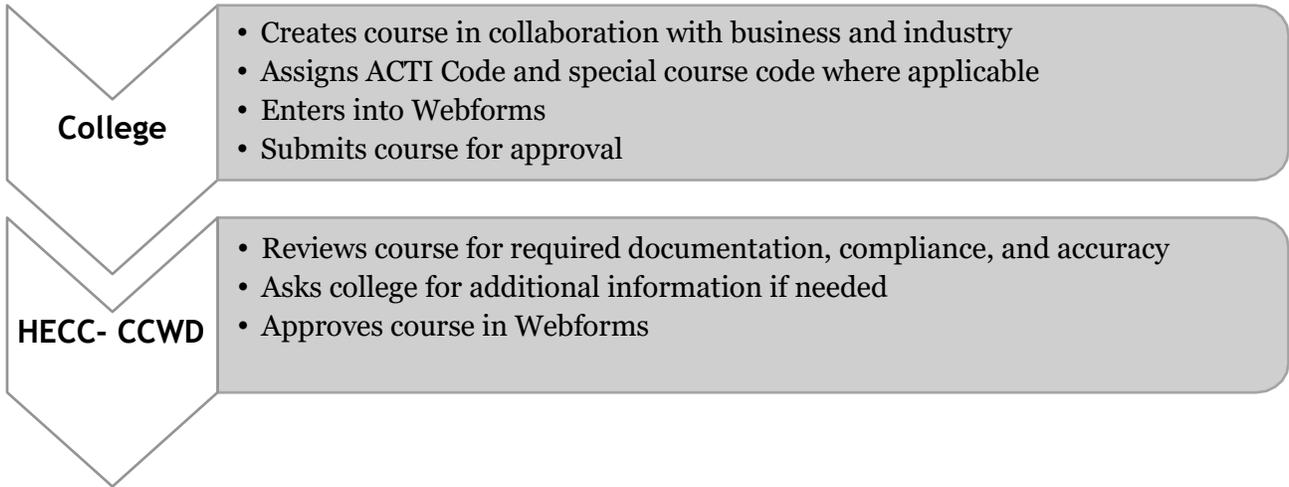 College
• Creates course in collaboration with business and industry
• Assigns ACTI Code and special course code where applicable
• Enters into Webforms
• Submits course for approval
HECC- CCWD
• Reviews course for required documentation, compliance, and accuracy
• Asks college for additional information if needed
• Approves course in Webforms